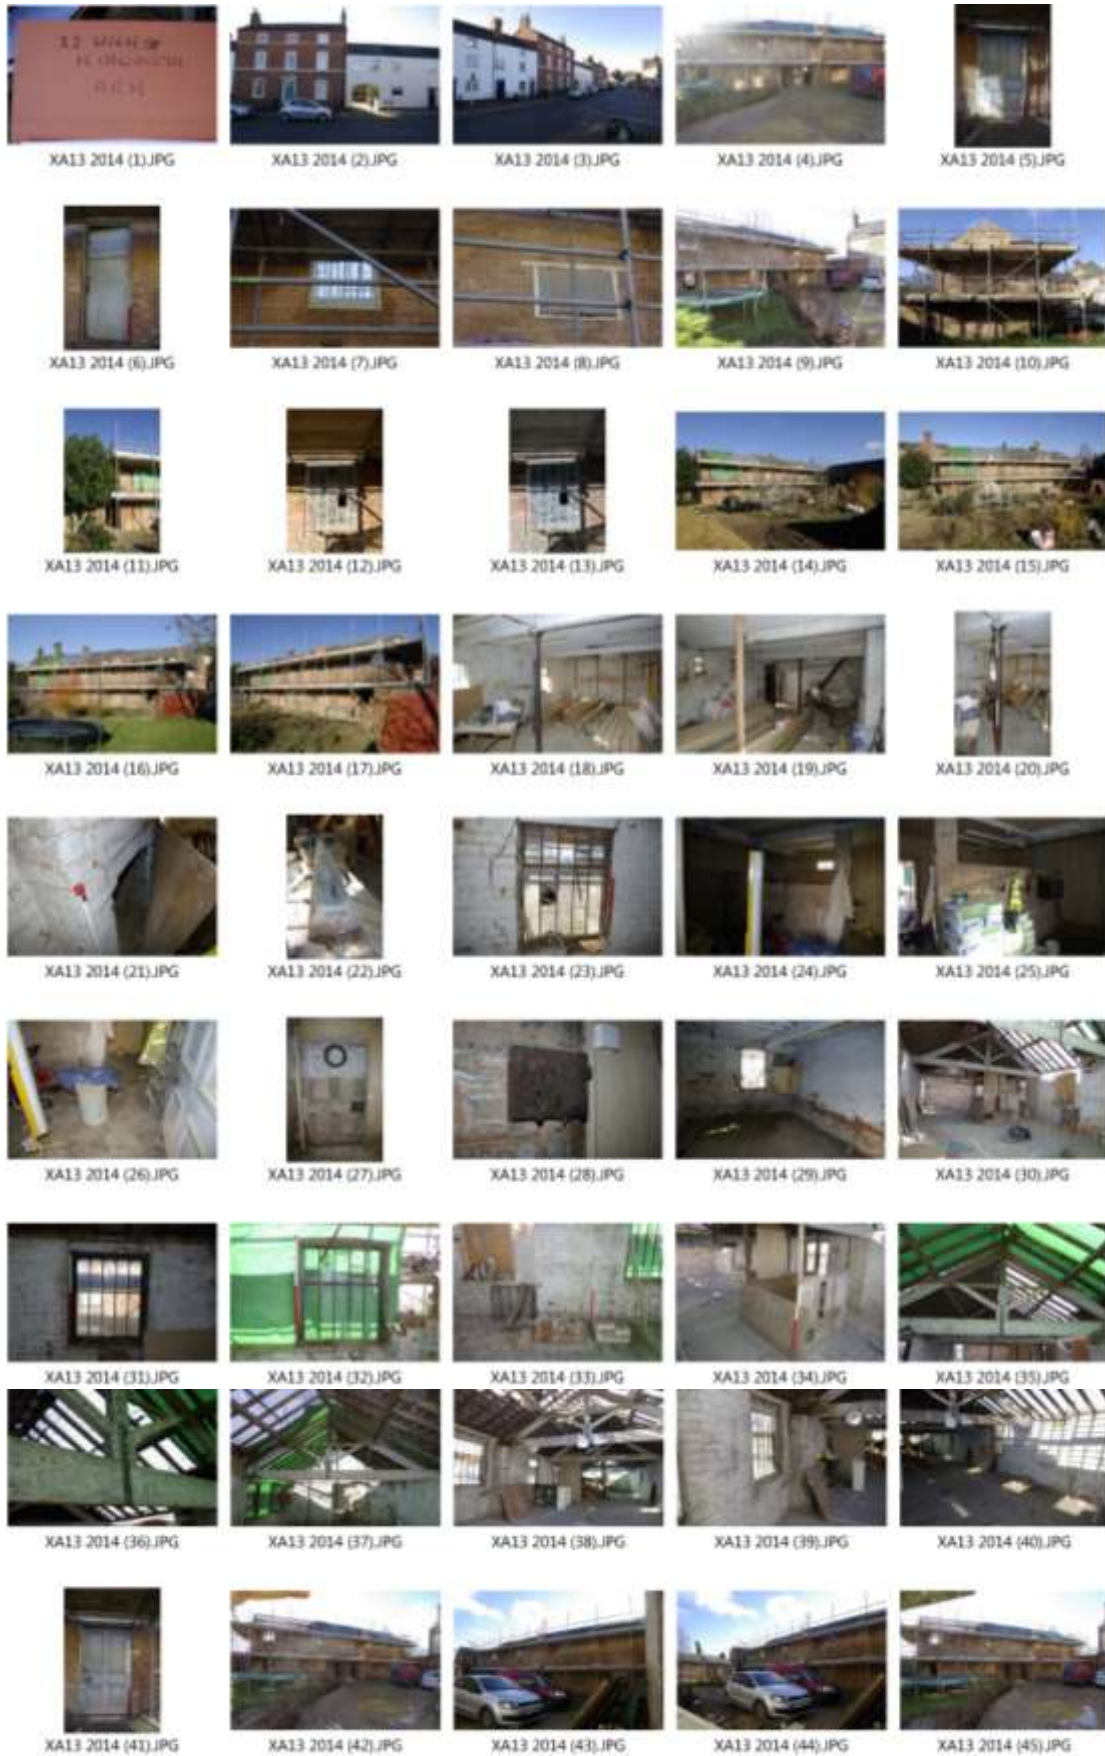 XA13 2014 (1).JPG
XA13 2014 (2).JPG
XA13 2014 (3).JPG
XA13 2014 (4).JPG
XA13 2014 (5).JPG
XA13 2014 (6).JPG
XA13 2014 (7).JPG
XA13 2014 (8).JPG
XA13 2014 (9).JPG
XA13 2014 (10).JPG
XA13 2014 (11).JPG
XA13 2014 (12).JPG
XA13 2014 (13).JPG
XA13 2014 (14).JPG
XA13 2014 (15).JPG
XA13 2014 (16).JPG
XA13 2014 (17).JPG
XA13 2014 (18).JPG
XA13 2014 (19).JPG
XA13 2014 (20).JPG
XA13 2014 (21).JPG
XA13 2014 (22).JPG
XA13 2014 (23).JPG
XA13 2014 (24).JPG
XA13 2014 (25).JPG
XA13 2014 (26).JPG
XA13 2014 (27).JPG
XA13 2014 (28).JPG
XA13 2014 (29).JPG
XA13 2014 (30).JPG
XA13 2014 (31).JPG
XA13 2014 (32).JPG
XA13 2014 (33).JPG
XA13 2014 (34).JPG
XA13 2014 (35).JPG
XA13 2014 (36).JPG
XA13 2014 (37).JPG
XA13 2014 (38).JPG
XA13 2014 (39).JPG
XA13 2014 (40).JPG
XA13 2014 (41).JPG
XA13 2014 (42).JPG
XA13 2014 (43).JPG
XA13 2014 (44).JPG
XA13 2014 (45).JPG